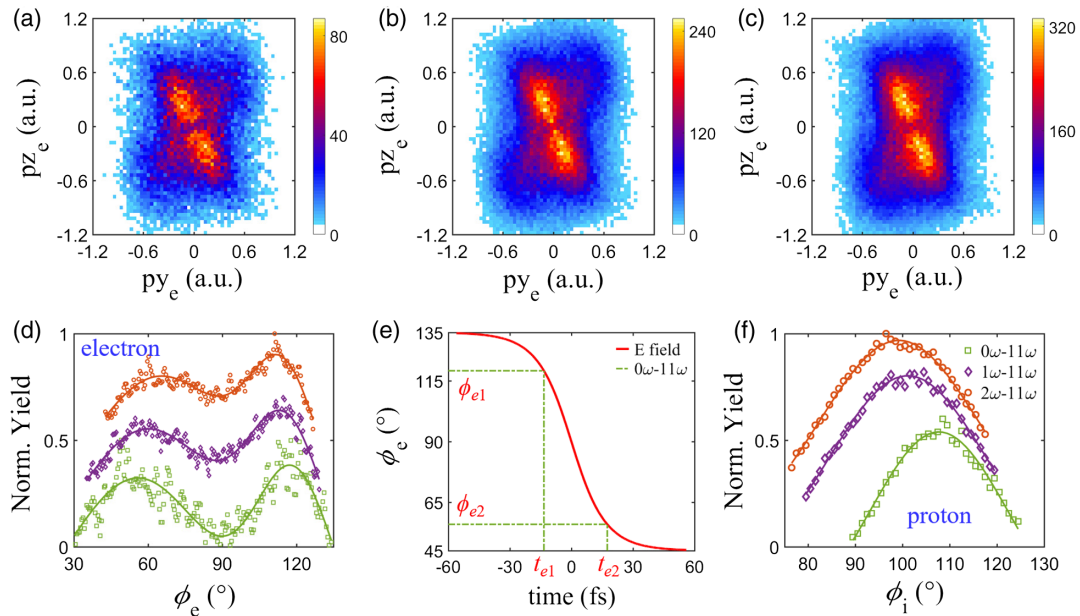 (a)
pz_e (a.u.)
1.2
0.6
0
-0.6
-1.2
-1.2 -0.6 0 0.6 1.2
py_e (a.u.)
80
40
0
(b)
pz_e (a.u.)
1.2
0.6
0
-0.6
-1.2
-1.2 -0.6 0 0.6 1.2
py_e (a.u.)
240
120
0
(c)
pz_e (a.u.)
1.2
0.6
0
-0.6
-1.2
-1.2 -0.6 0 0.6 1.2
py_e (a.u.)
320
160
0
(d)
electron
Norm. Yield
1
0.5
0
30 60 90 120
ϕ_e (°)
(e)
E field
0ω-11ω
ϕ_e (°)
135
115
90
65
45
ϕ_e1
ϕ_e2
t_e1 t_e2
-60 -30 0 30 60
time (fs)
(f)
0ω-11ω
1ω-11ω
2ω-11ω
proton
Norm. Yield
1
0.5
0
80 90 100 110 120 130
ϕ_i (°)